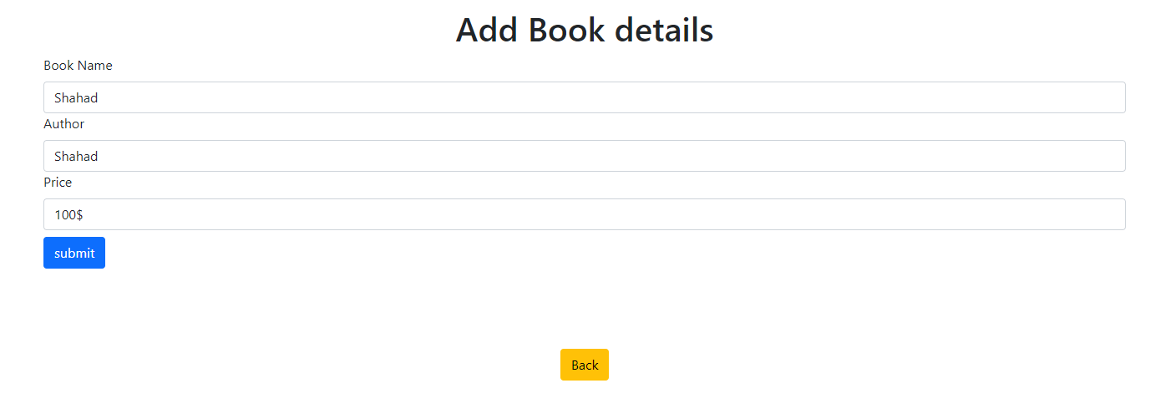 Add Book details
Book Name
Shahad
Author
Shahad
Price
100$
submit
Back